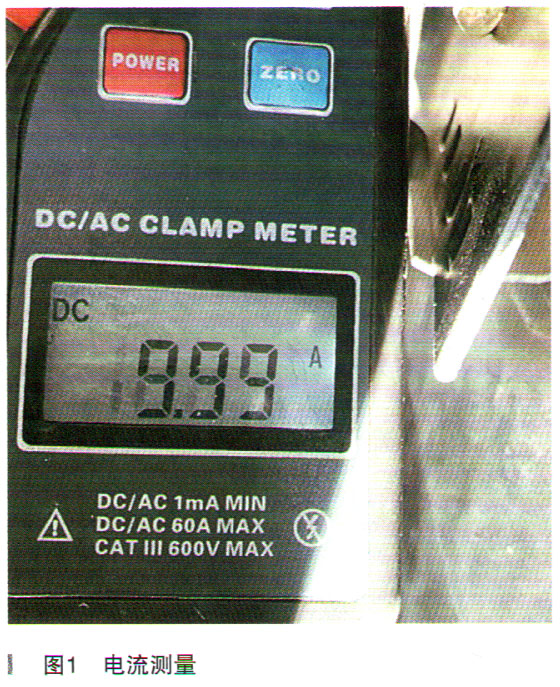 POWER ZERO
DC/AC CLAMP METER
DC
9.99 A
DC/AC 1mA MIN
DC/AC 60A MAX
CAT III 600V MAX
图1 电流测量